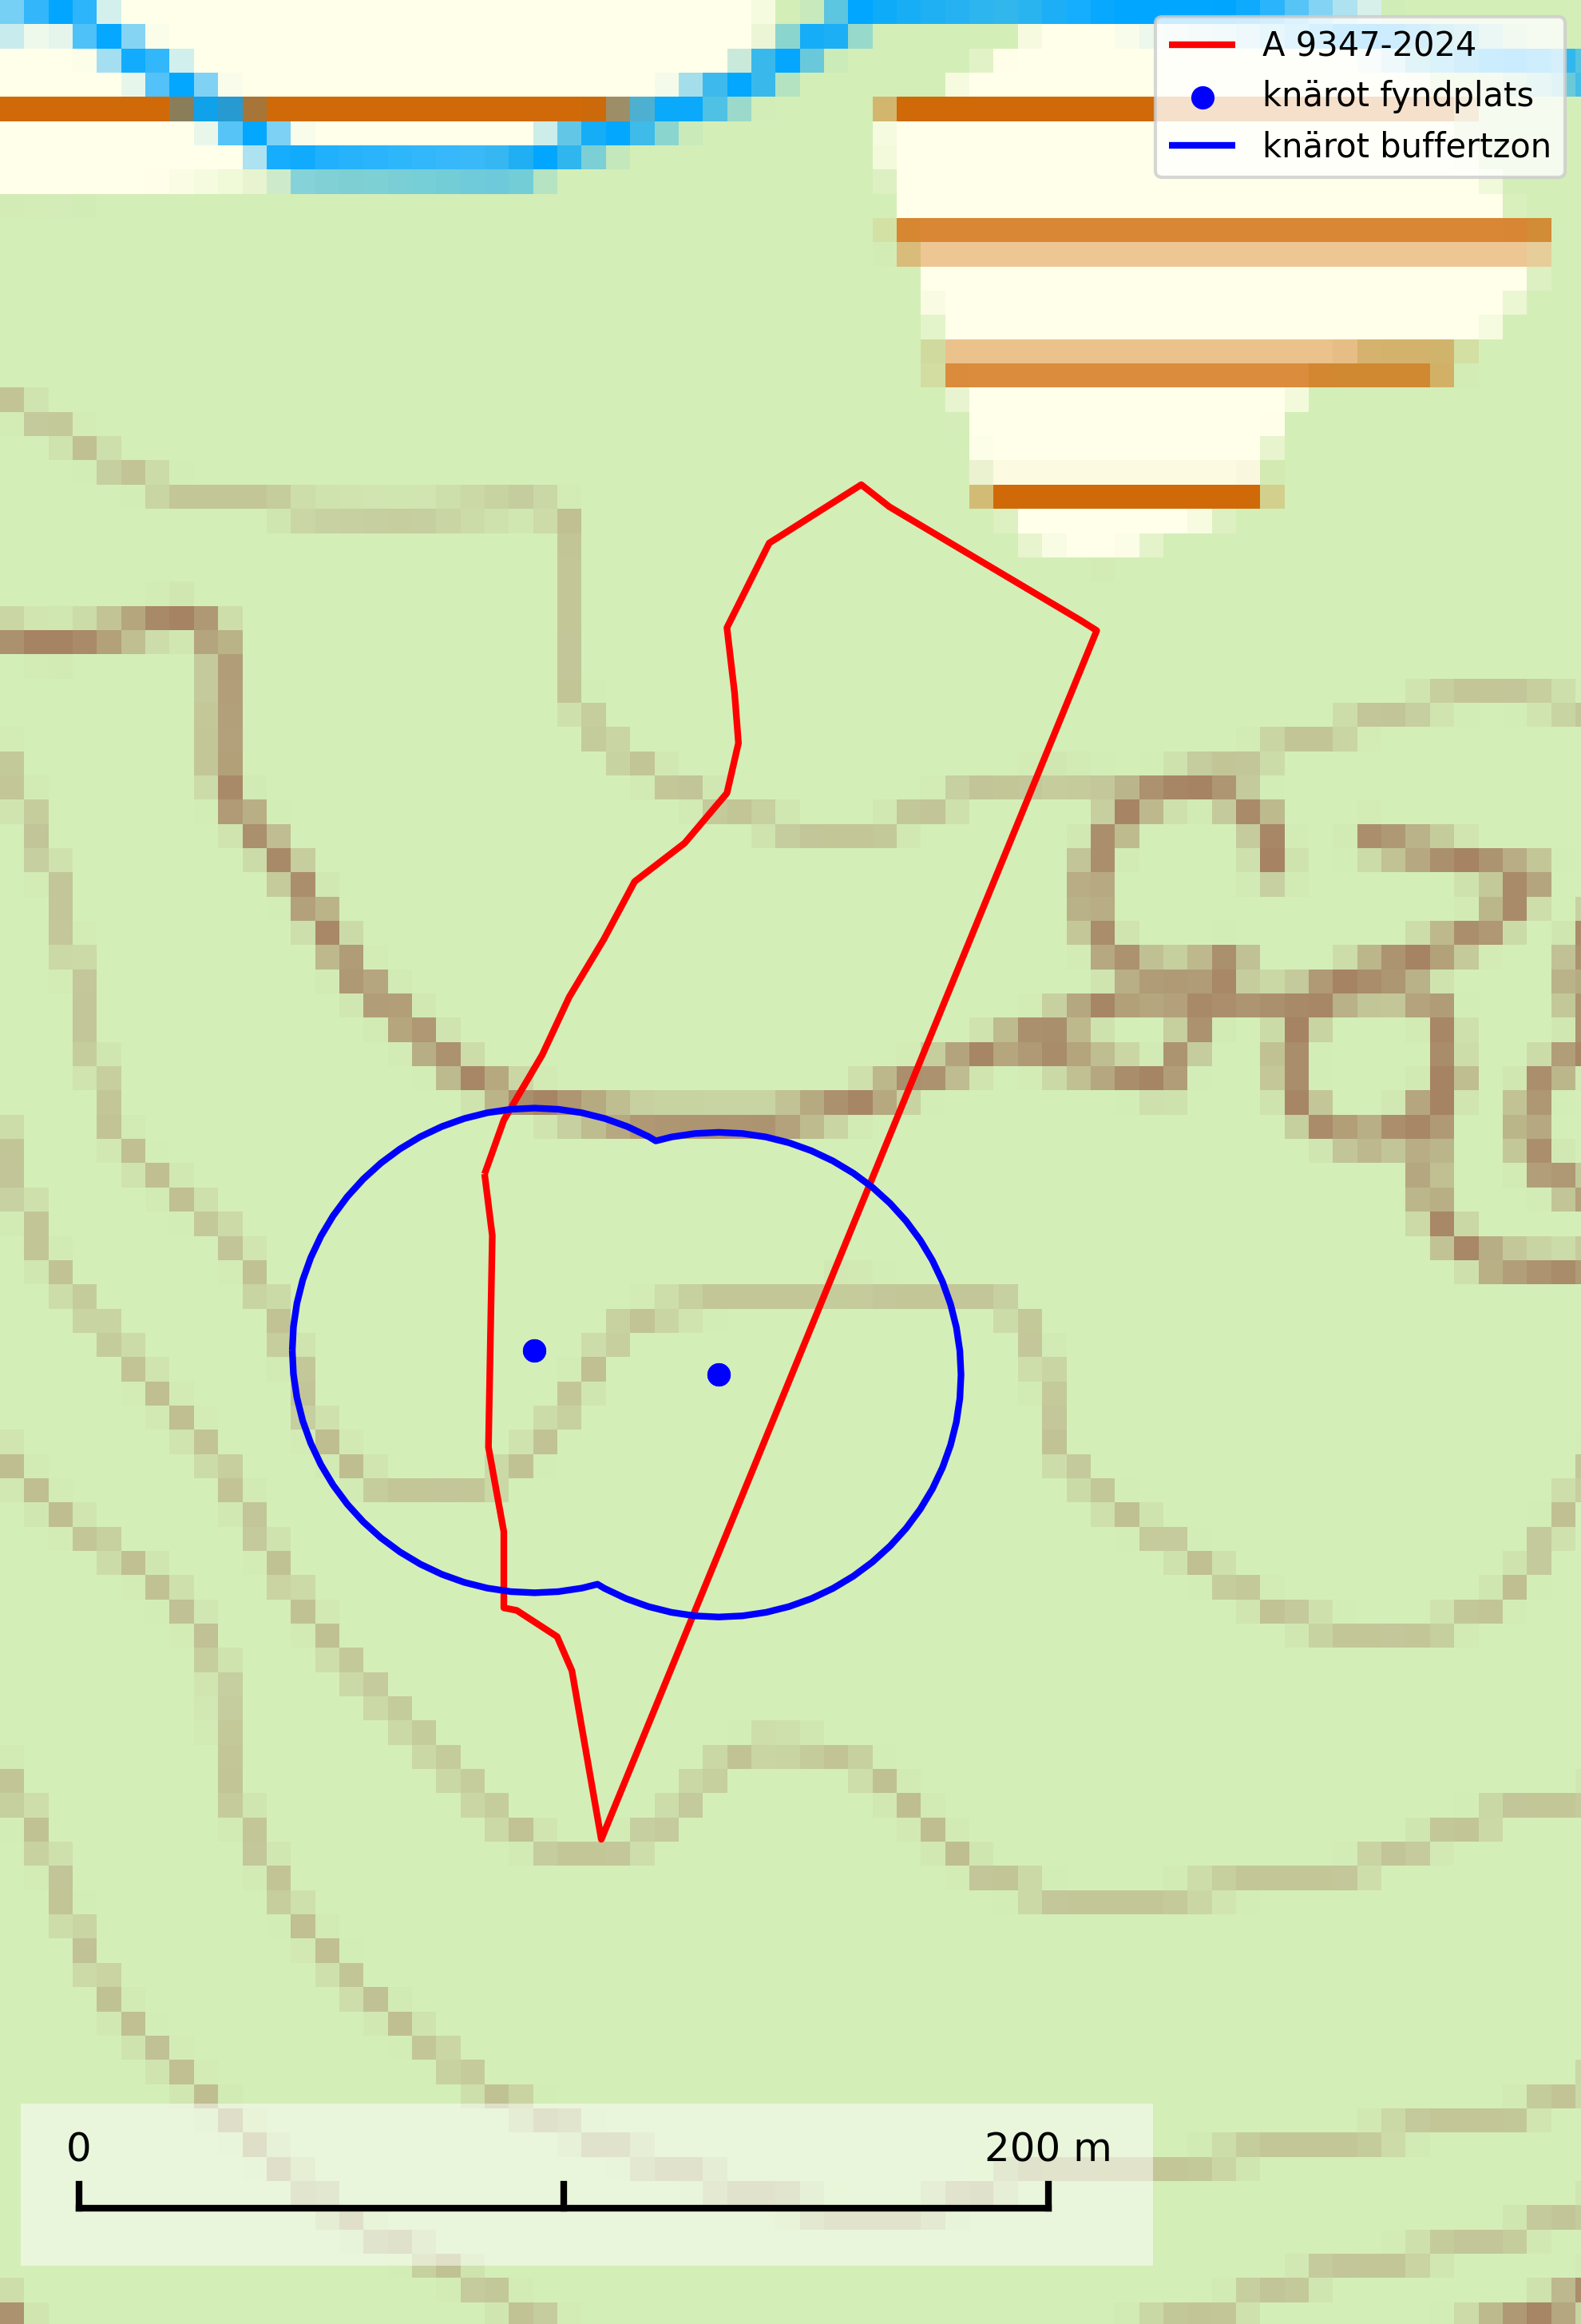 A 9347-2024
knärot fyndplats
knärot buffertzon
0
200 m